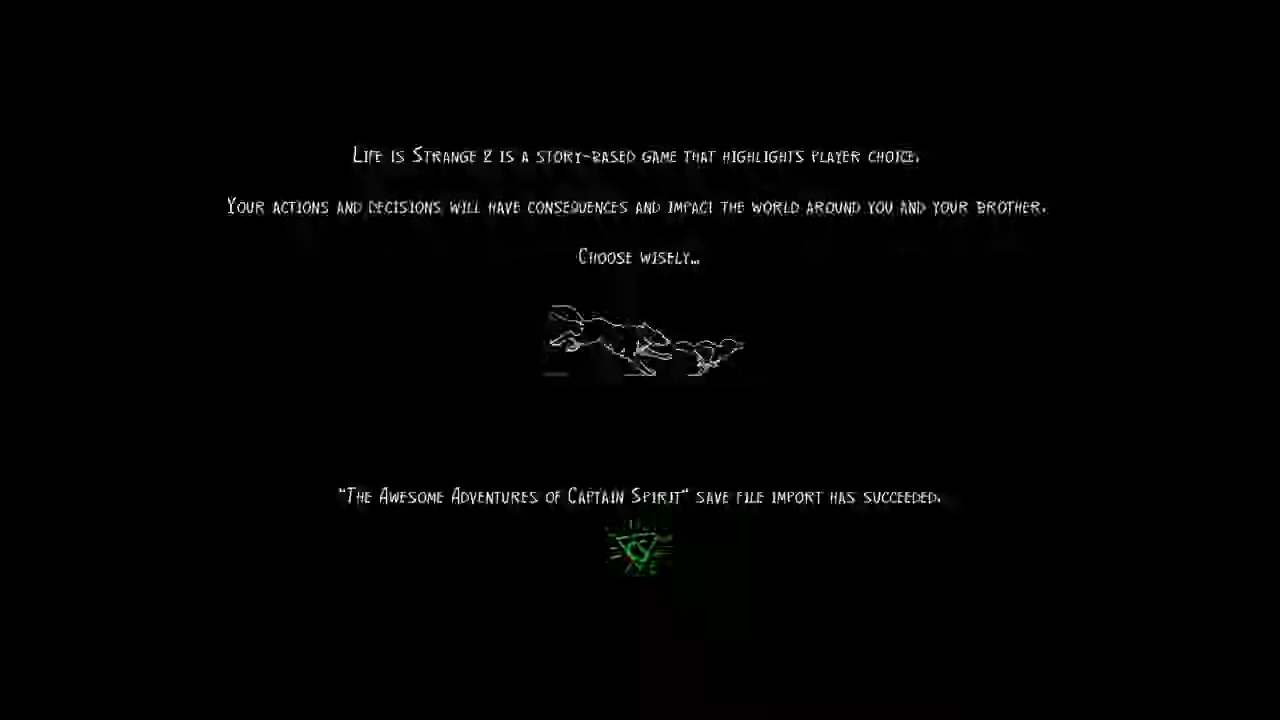 Life is Strange 2 is a story-based game that highlights player choice.
Your actions and decisions will have consequences and impact the world around you and your brother.
Choose wisely...
"The Awesome Adventures of Captain Spirit" save file import has succeeded.
CS